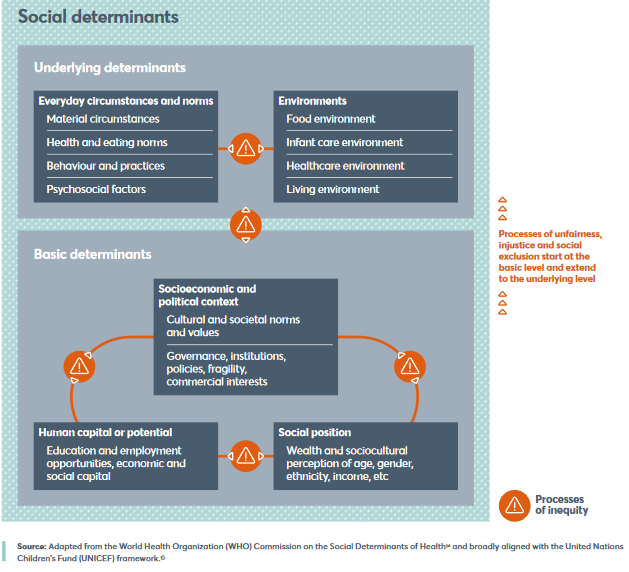 Social determinants
Underlying determinants
Everyday circumstances and norms
Material circumstances
Health and eating norms
Behaviour and practices
Psychosocial factors
Environments
Food environment
Infant care environment
Healthcare environment
Living environment
Processes of unfairness,
injustice and social
exclusion start at the
basic level and extend
to the underlying level
Basic determinants
Socioeconomic and
political context
Cultural and societal norms
and values
Governance, institutions,
policies, fragility,
commercial interests
Human capital or potential
Education and employment
opportunities, economic and
social capital
Social position
Wealth and sociocultural
perception of age, gender,
ethnicity, income, etc
Processes
of inequity
Source: Adapted from the World Health Organization (WHO) Commission on the Social Determinants of Health and broadly aligned with the United Nations
Children's Fund (UNICEF) framework.